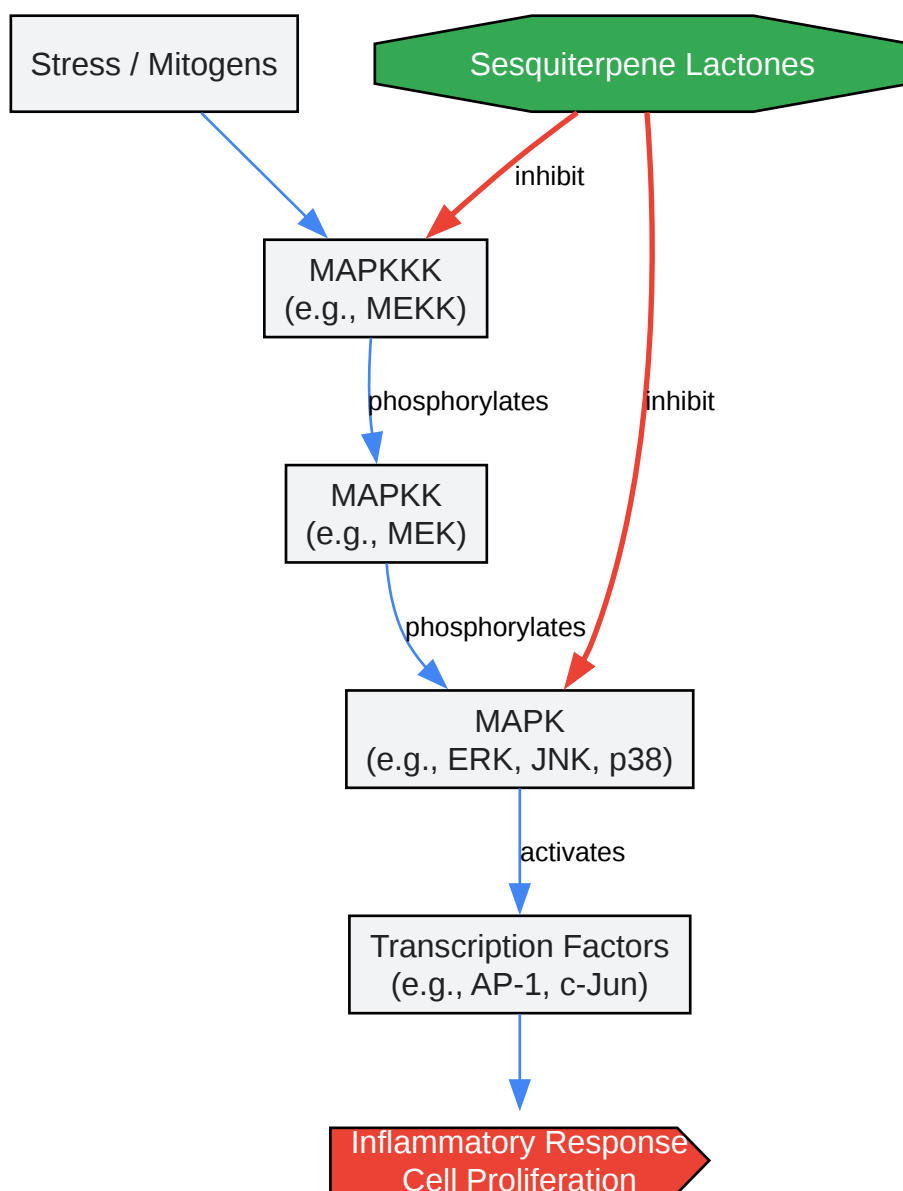 Stress / Mitogens
Sesquiterpene Lactones
inhibit
MAPKKK
(e.g., MEKK)
phosphorylates
inhibit
MAPKK
(e.g., MEK)
phosphorylates
MAPK
(e.g., ERK, JNK, p38)
activates
Transcription Factors
(e.g., AP-1, c-Jun)
Inflammatory Response
Cell Proliferation